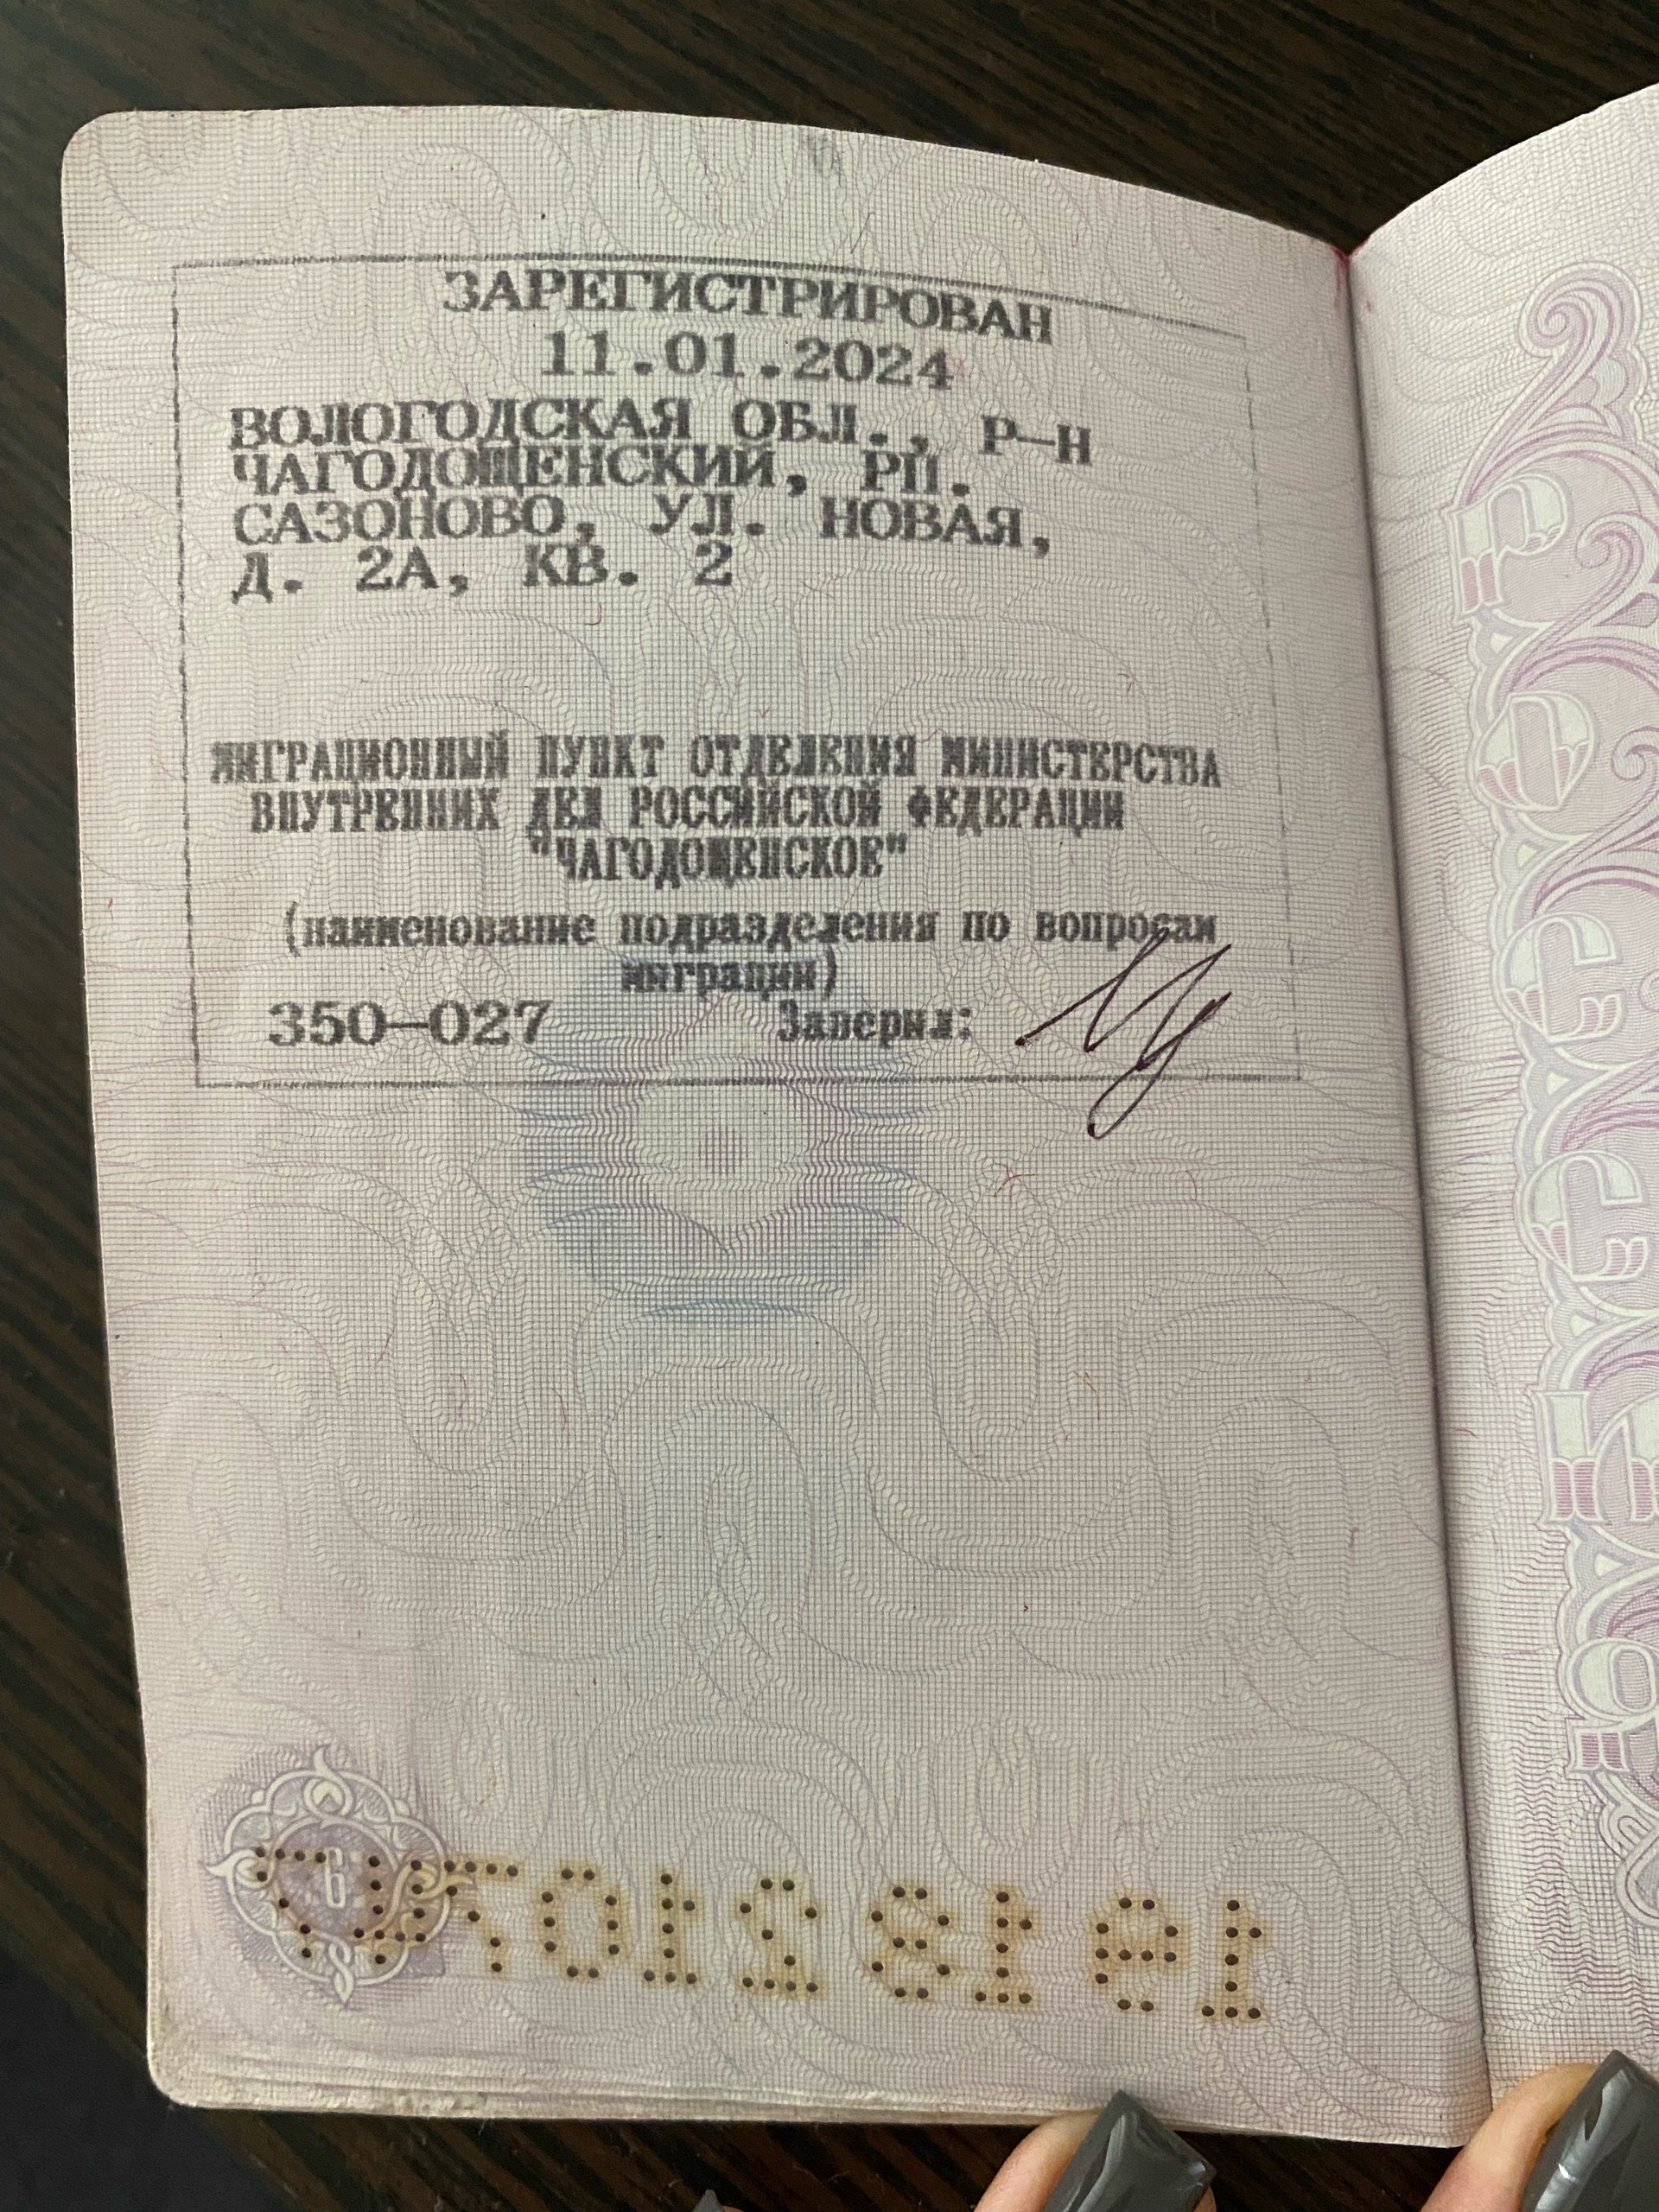 ЗАРЕГИСТРИРОВАН
11.01.2024
ВОЛОГОДСКАЯ ОБЛ., Р-Н
ЧАГОДОЩЕНСКИЙ, РП.
САЗОНОВО, УЛ. НОВАЯ,
Д. 2А, КВ. 2
МИГРАЦИОННЫЙ ПУНКТ ОТДЕЛЕНИЯ МИНИСТЕРСТВА
ВНУТРЕННИХ ДЕЛ РОССИЙСКОЙ ФЕДЕРАЦИИ
"ЧАГОДОЩЕНСКОЕ"
(наименование подразделения по вопросам
миграции)
350-027 Заверил:
6